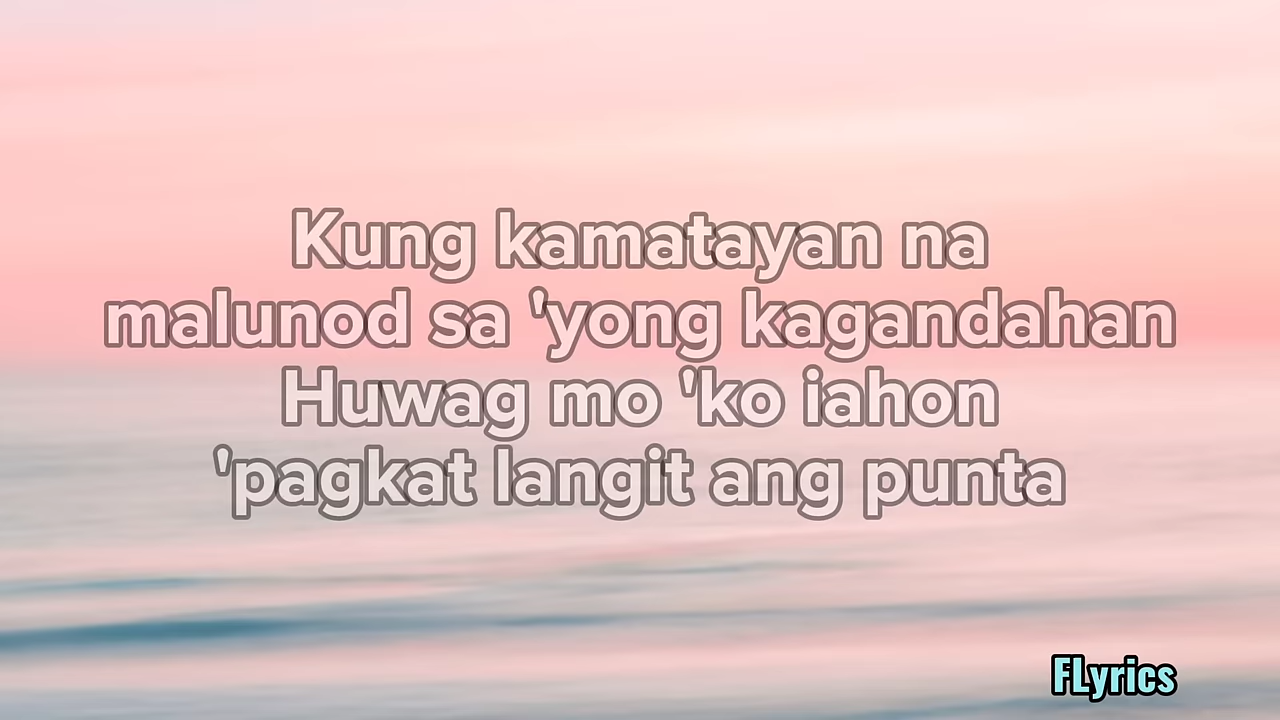 Kung kamatayan na
malunod sa 'yong kagandahan
Huwag mo 'ko iahon
'pagkat langit ang punta
FLyrics